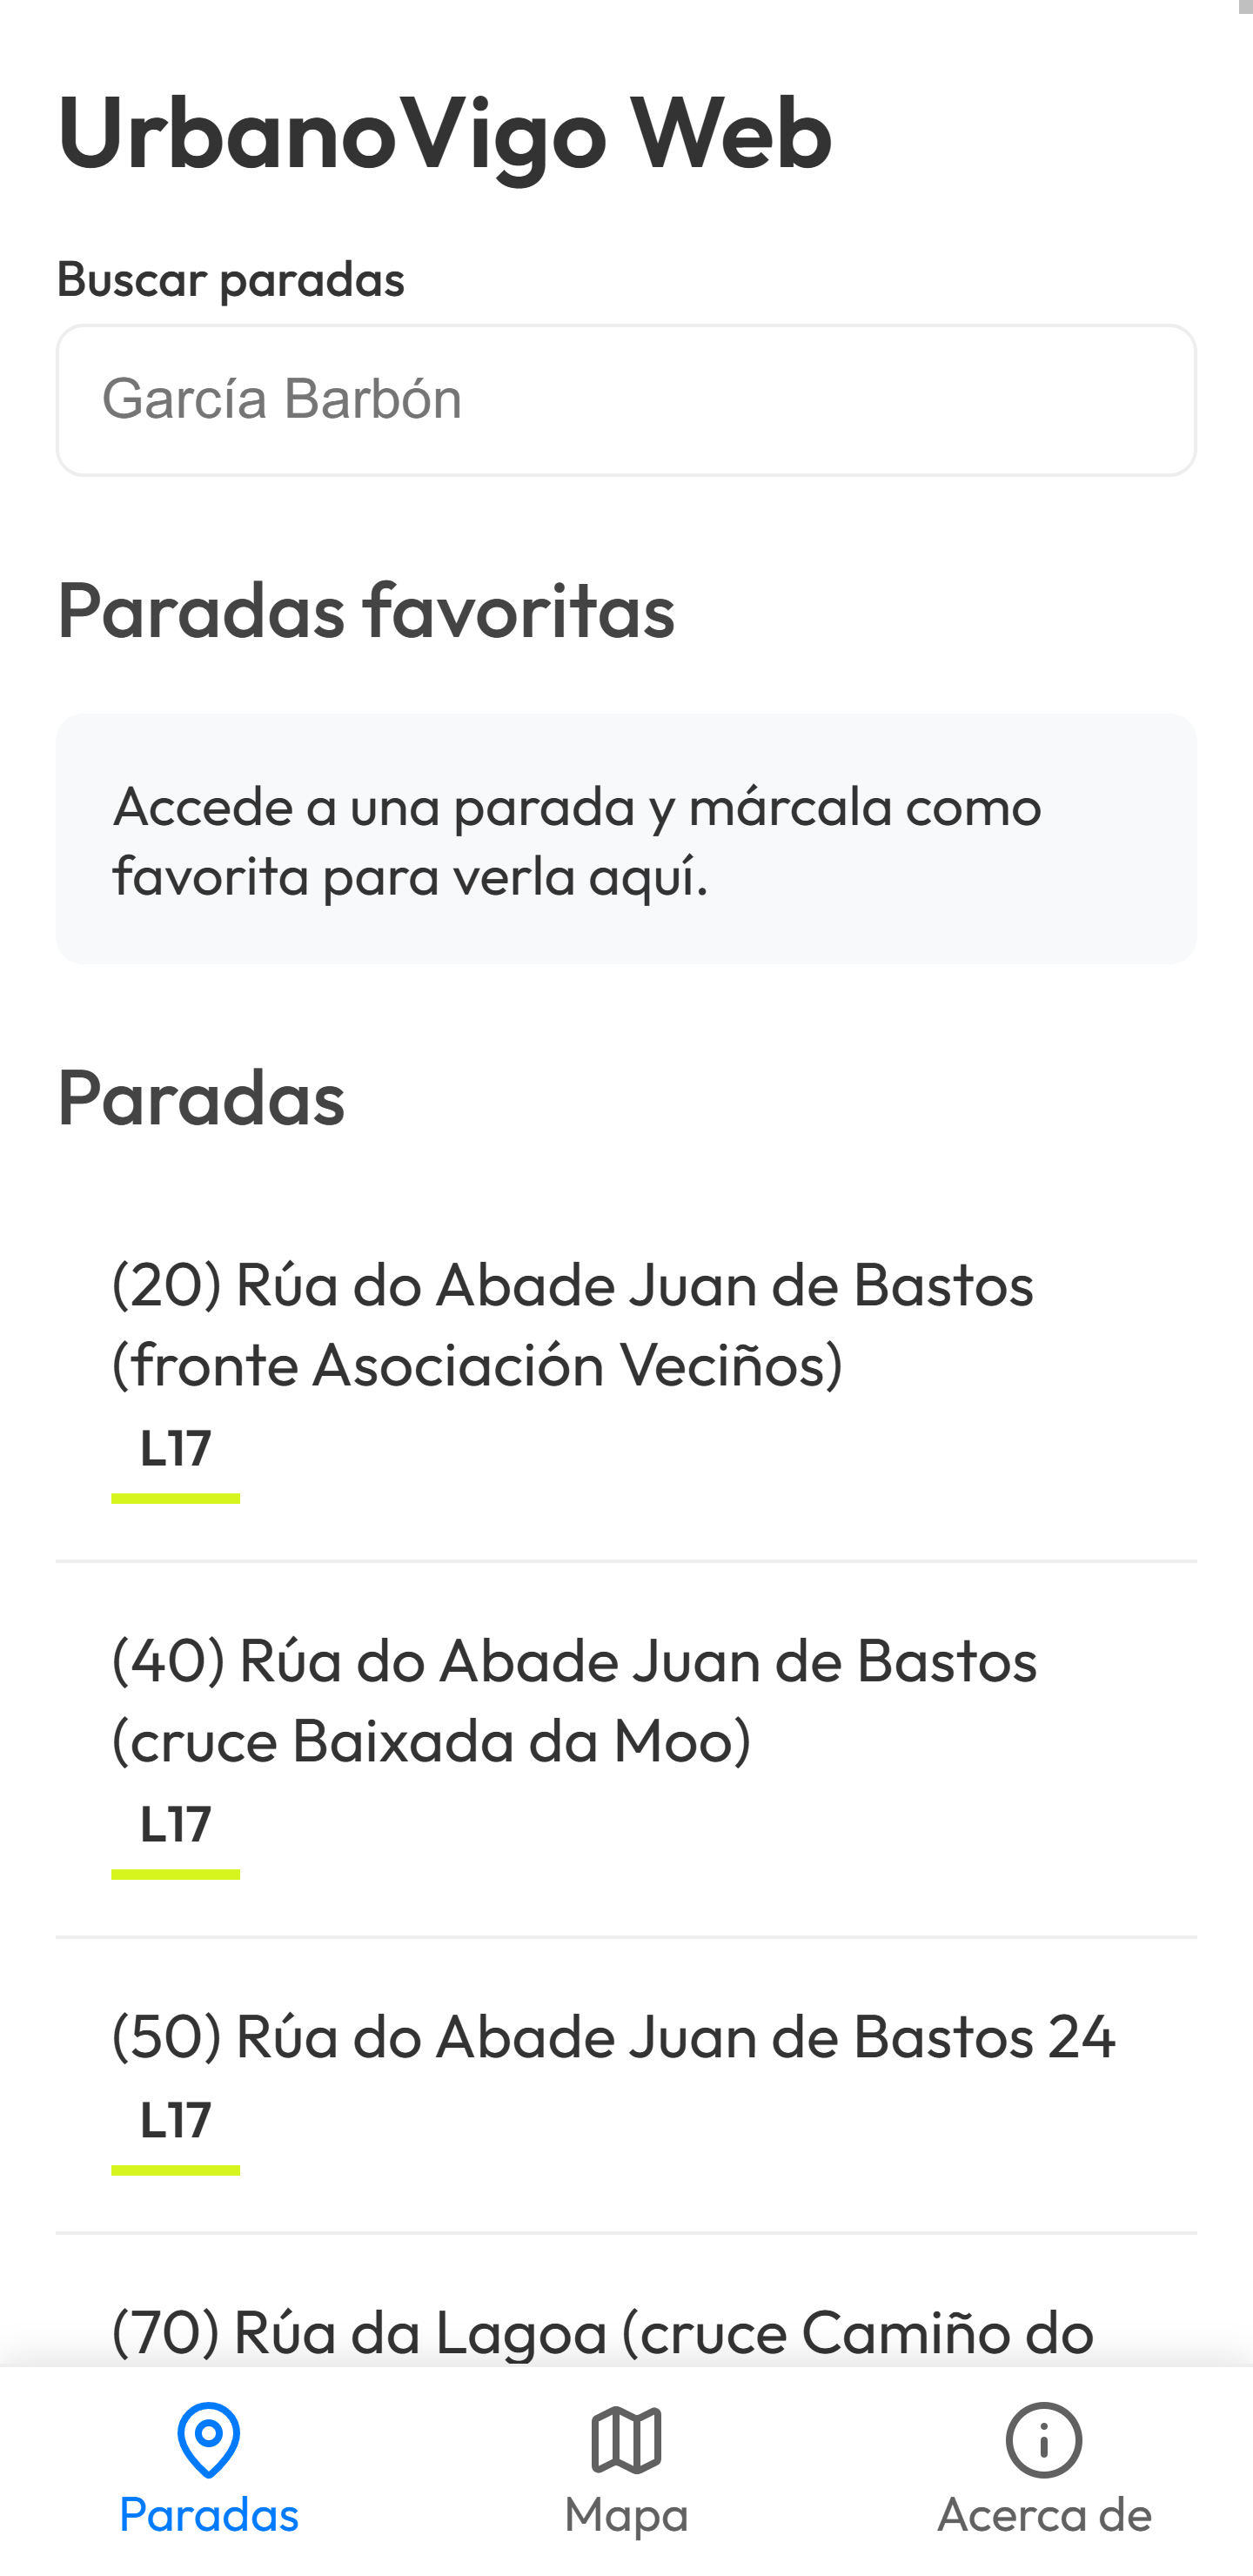 UrbanoVigo Web
Buscar paradas
García Barbón
Paradas favoritas
Accede a una parada y márcala como
favorita para verla aquí.
Paradas
(20) Rúa do Abade Juan de Bastos
(fronte Asociación Veciños)
L17
(40) Rúa do Abade Juan de Bastos
(cruce Baixada da Moo)
L17
(50) Rúa do Abade Juan de Bastos 24
L17
(70) Rúa da Lagoa (cruce Camiño do
Paradas
Mapa
Acerca de